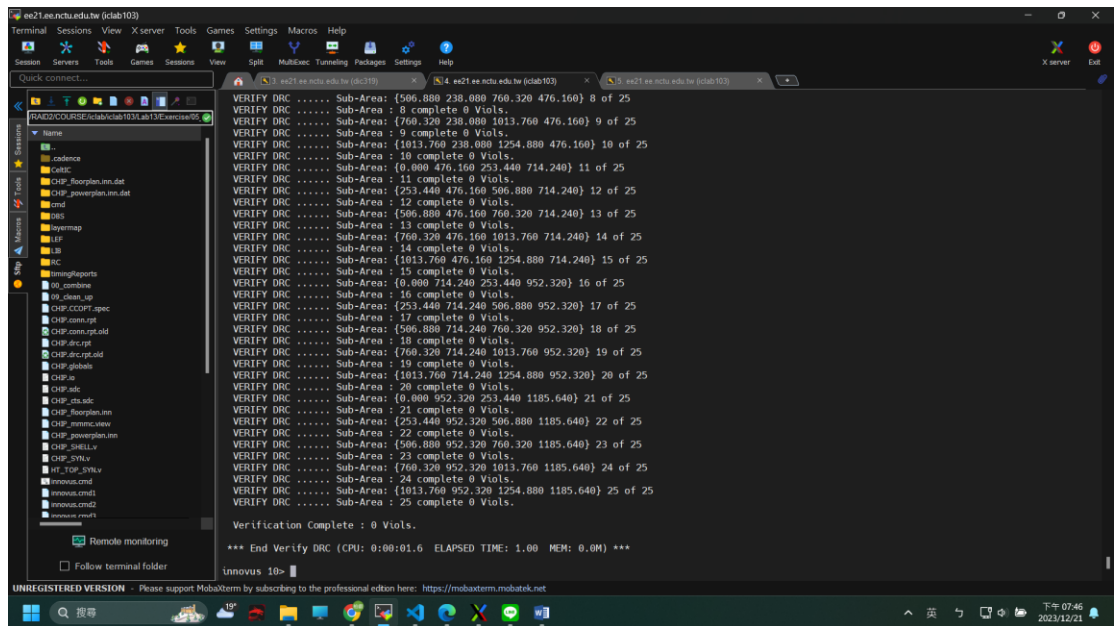 ee21.ee.nctu.edu.tw (iclab103)
Terminal Sessions View X server Tools Games Settings Macros Help
Session Servers Tools Games Sessions View Split MultiExec Tunneling Packages Settings Help X server Exit
Quick connect...
3. ee21.ee.nctu.edu.tw (dic319)
4. ee21.ee.nctu.edu.tw (iclab103)
5. ee21.ee.nctu.edu.tw (iclab103)
/RAID2/COURSE/iclab/iclab103/Lab13/Exercise/05_
Sessions
Tools
Macros
Sftp
Name
..
.cadence
CeltIC
CHIP_floorplan.inn.dat
CHIP_powerplan.inn.dat
cmd
DBS
layermap
LEF
LIB
RC
timingReports
00_combine
09_clean_up
CHIP.CCOPT.spec
CHIP.conn.rpt
CHIP.conn.rpt.old
CHIP.drc.rpt
CHIP.drc.rpt.old
CHIP.globals
CHIP.io
CHIP.sdc
CHIP_cts.sdc
CHIP_floorplan.inn
CHIP_mmmc.view
CHIP_powerplan.inn
CHIP_SHELL.v
CHIP_SYN.v
HT_TOP_SYN.v
innovus.cmd
innovus.cmd1
innovus.cmd2
innovus.cmd3
Remote monitoring
Follow terminal folder
VERIFY DRC ...... Sub-Area: {506.880 238.080 760.320 476.160} 8 of 25
VERIFY DRC ...... Sub-Area : 8 complete 0 Viols.
VERIFY DRC ...... Sub-Area: {760.320 238.080 1013.760 476.160} 9 of 25
VERIFY DRC ...... Sub-Area : 9 complete 0 Viols.
VERIFY DRC ...... Sub-Area: {1013.760 238.080 1254.880 476.160} 10 of 25
VERIFY DRC ...... Sub-Area : 10 complete 0 Viols.
VERIFY DRC ...... Sub-Area: {0.000 476.160 253.440 714.240} 11 of 25
VERIFY DRC ...... Sub-Area : 11 complete 0 Viols.
VERIFY DRC ...... Sub-Area: {253.440 476.160 506.880 714.240} 12 of 25
VERIFY DRC ...... Sub-Area : 12 complete 0 Viols.
VERIFY DRC ...... Sub-Area: {506.880 476.160 760.320 714.240} 13 of 25
VERIFY DRC ...... Sub-Area : 13 complete 0 Viols.
VERIFY DRC ...... Sub-Area: {760.320 476.160 1013.760 714.240} 14 of 25
VERIFY DRC ...... Sub-Area : 14 complete 0 Viols.
VERIFY DRC ...... Sub-Area: {1013.760 476.160 1254.880 714.240} 15 of 25
VERIFY DRC ...... Sub-Area : 15 complete 0 Viols.
VERIFY DRC ...... Sub-Area: {0.000 714.240 253.440 952.320} 16 of 25
VERIFY DRC ...... Sub-Area : 16 complete 0 Viols.
VERIFY DRC ...... Sub-Area: {253.440 714.240 506.880 952.320} 17 of 25
VERIFY DRC ...... Sub-Area : 17 complete 0 Viols.
VERIFY DRC ...... Sub-Area: {506.880 714.240 760.320 952.320} 18 of 25
VERIFY DRC ...... Sub-Area : 18 complete 0 Viols.
VERIFY DRC ...... Sub-Area: {760.320 714.240 1013.760 952.320} 19 of 25
VERIFY DRC ...... Sub-Area : 19 complete 0 Viols.
VERIFY DRC ...... Sub-Area: {1013.760 714.240 1254.880 952.320} 20 of 25
VERIFY DRC ...... Sub-Area : 20 complete 0 Viols.
VERIFY DRC ...... Sub-Area: {0.000 952.320 253.440 1185.640} 21 of 25
VERIFY DRC ...... Sub-Area : 21 complete 0 Viols.
VERIFY DRC ...... Sub-Area: {253.440 952.320 506.880 1185.640} 22 of 25
VERIFY DRC ...... Sub-Area : 22 complete 0 Viols.
VERIFY DRC ...... Sub-Area: {506.880 952.320 760.320 1185.640} 23 of 25
VERIFY DRC ...... Sub-Area : 23 complete 0 Viols.
VERIFY DRC ...... Sub-Area: {760.320 952.320 1013.760 1185.640} 24 of 25
VERIFY DRC ...... Sub-Area : 24 complete 0 Viols.
VERIFY DRC ...... Sub-Area: {1013.760 952.320 1254.880 1185.640} 25 of 25
VERIFY DRC ...... Sub-Area : 25 complete 0 Viols.
Verification Complete : 0 Viols.
*** End Verify DRC (CPU: 0:00:01.6 ELAPSED TIME: 1.00 MEM: 0.0M) ***
innovus 10>
UNREGISTERED VERSION - Please support MobaXterm by subscribing to the professional edition here: https://mobaxterm.mobatek.net
搜尋
19°
英 ㄅ
下午 07:46
2023/12/21